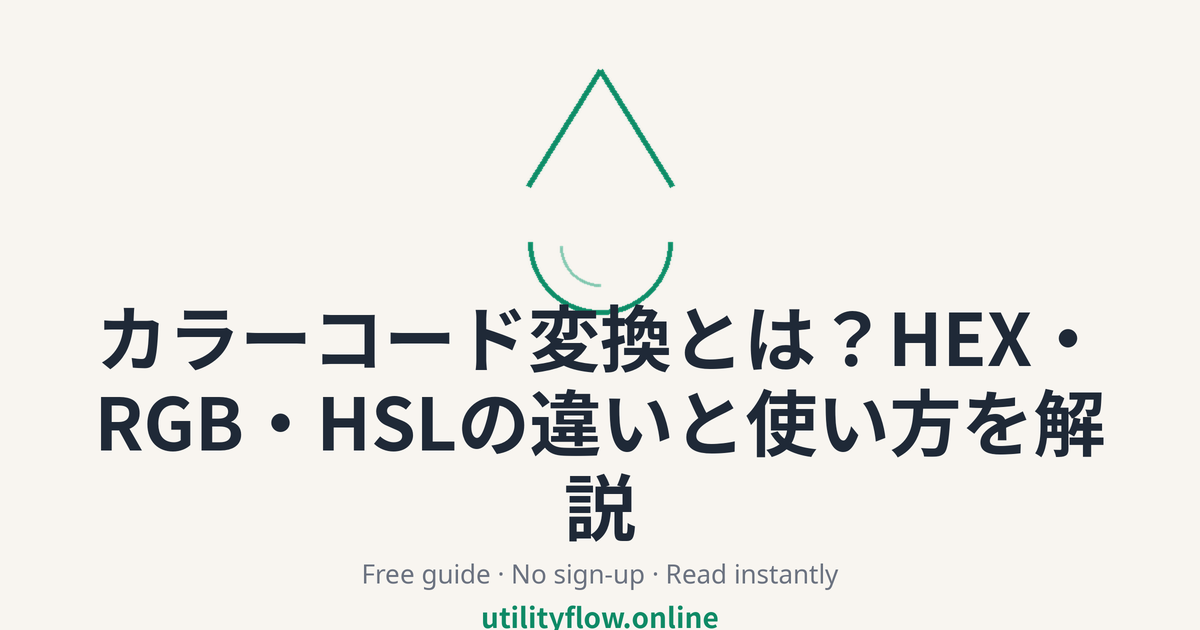 カラーコード変換とは？HEX・
RGB・HSLの違いと使い方を解
説
Free guide · No sign-up · Read instantly
utilityflow.online